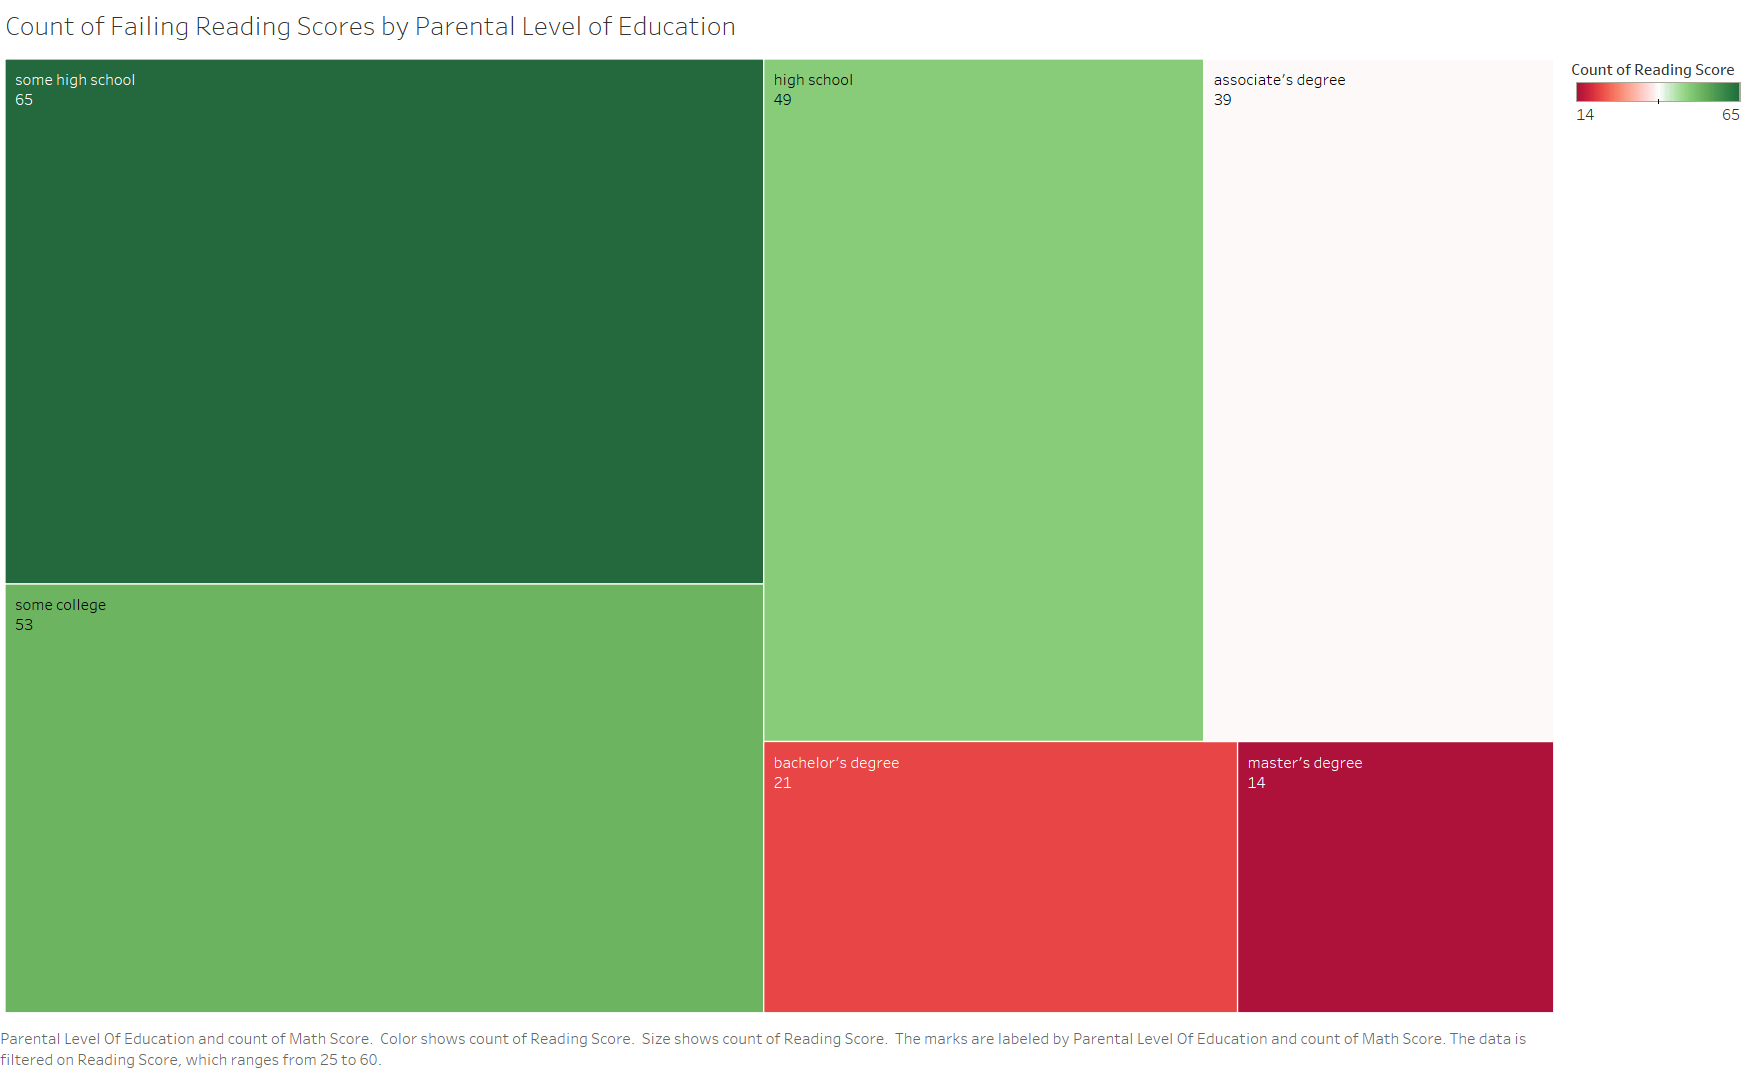 Count of Failing Reading Scores by Parental Level of Education
some high school
65
high school
49
associate's degree
39
Count of Reading Score
14 65
some college
53
bachelor's degree
21
master's degree
14
Parental Level Of Education and count of Math Score.  Color shows count of Reading Score.  Size shows count of Reading Score.  The marks are labeled by Parental Level Of Education and count of Math Score. The data is
filtered on Reading Score, which ranges from 25 to 60.